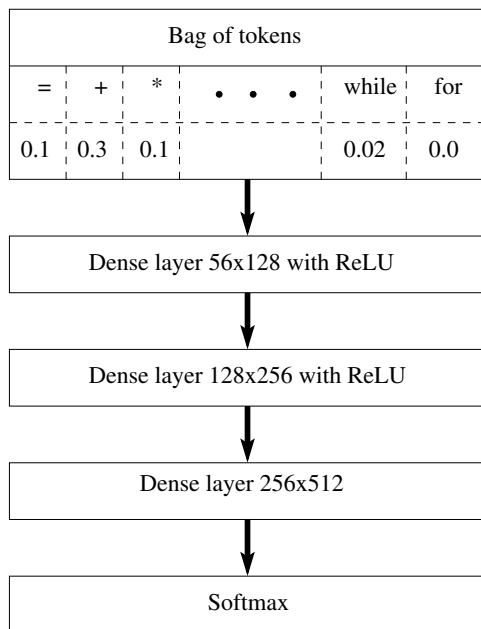 Bag of tokens
= + * • • • while for
0.1 0.3 0.1 0.02 0.0
Dense layer 56x128 with ReLU
Dense layer 128x256 with ReLU
Dense layer 256x512
Softmax